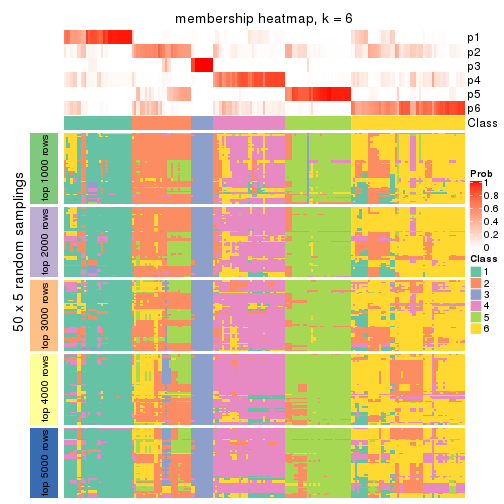 membership heatmap, k = 6
p1
p2
p3
p4
p5
p6
Class
50 x 5 random samplings
top 1000 rows
top 2000 rows
top 3000 rows
top 4000 rows
top 5000 rows
Prob
1
0.8
0.6
0.4
0.2
0
Class
1
2
3
4
5
6